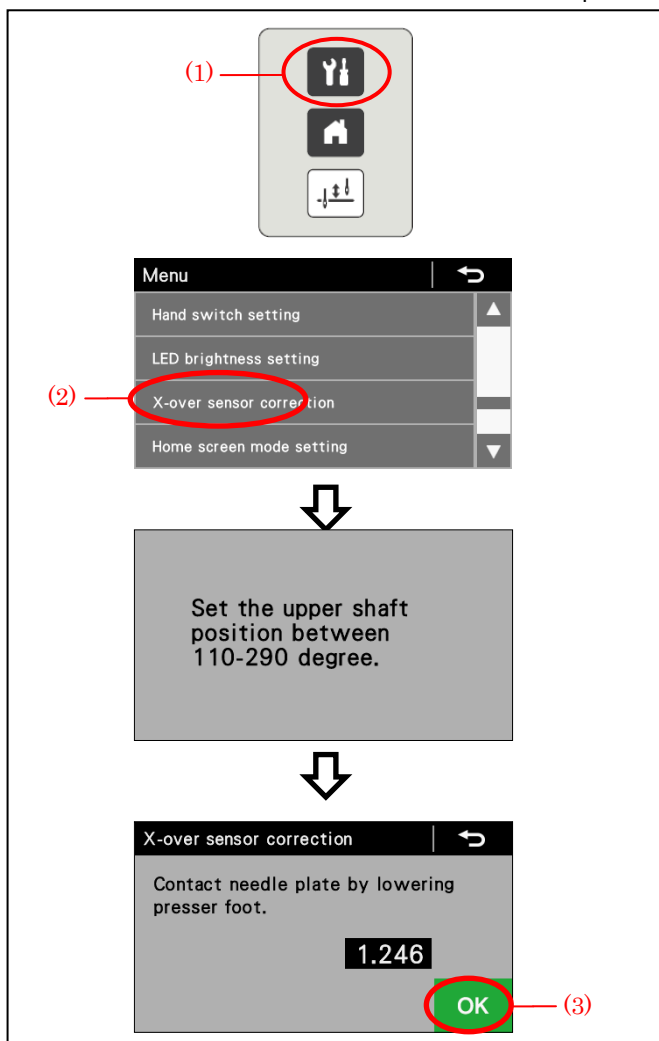 (1)
Menu
Hand switch setting
LED brightness setting
(2)
X-over sensor correction
Home screen mode setting
Set the upper shaft
position between
110-290 degree.
X-over sensor correction
Contact needle plate by lowering
presser foot.
1.246
OK
(3)